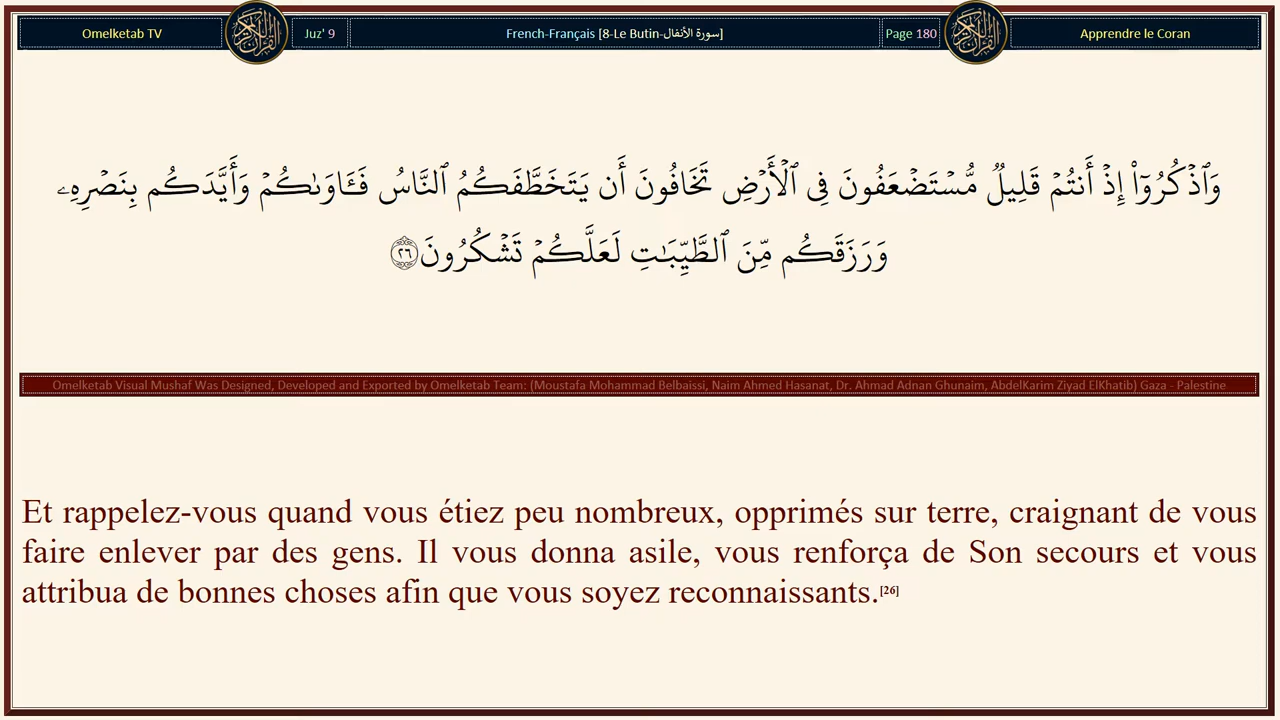 Omelketab TV
Juz' 9
French-Français [8-Le Butin-سورة الأنفال]
Page 180
Apprendre le Coran
وَٱذْكُرُوٓا۟ إِذْ أَنتُمْ قَلِيلٌ مُّسْتَضْعَفُونَ فِى ٱلْأَرْضِ تَخَافُونَ أَن يَتَخَطَّفَكُمُ ٱلنَّاسُ فَـَٔاوَىٰكُمْ وَأَيَّدَكُم بِنَصْرِهِۦ
وَرَزَقَكُم مِّنَ ٱلطَّيِّبَـٰتِ لَعَلَّكُمْ تَشْكُرُونَ ٢٦
Omelketab Visual Mushaf Was Designed, Developed and Exported by Omelketab Team: (Moustafa Mohammad Belbaissi, Naim Ahmed Hasanat, Dr. Ahmad Adnan Ghunaim, AbdelKarim Ziyad ElKhatib) Gaza - Palestine
Et rappelez-vous quand vous étiez peu nombreux, opprimés sur terre, craignant de vous
faire enlever par des gens. Il vous donna asile, vous renforça de Son secours et vous
attribua de bonnes choses afin que vous soyez reconnaissants.[26]